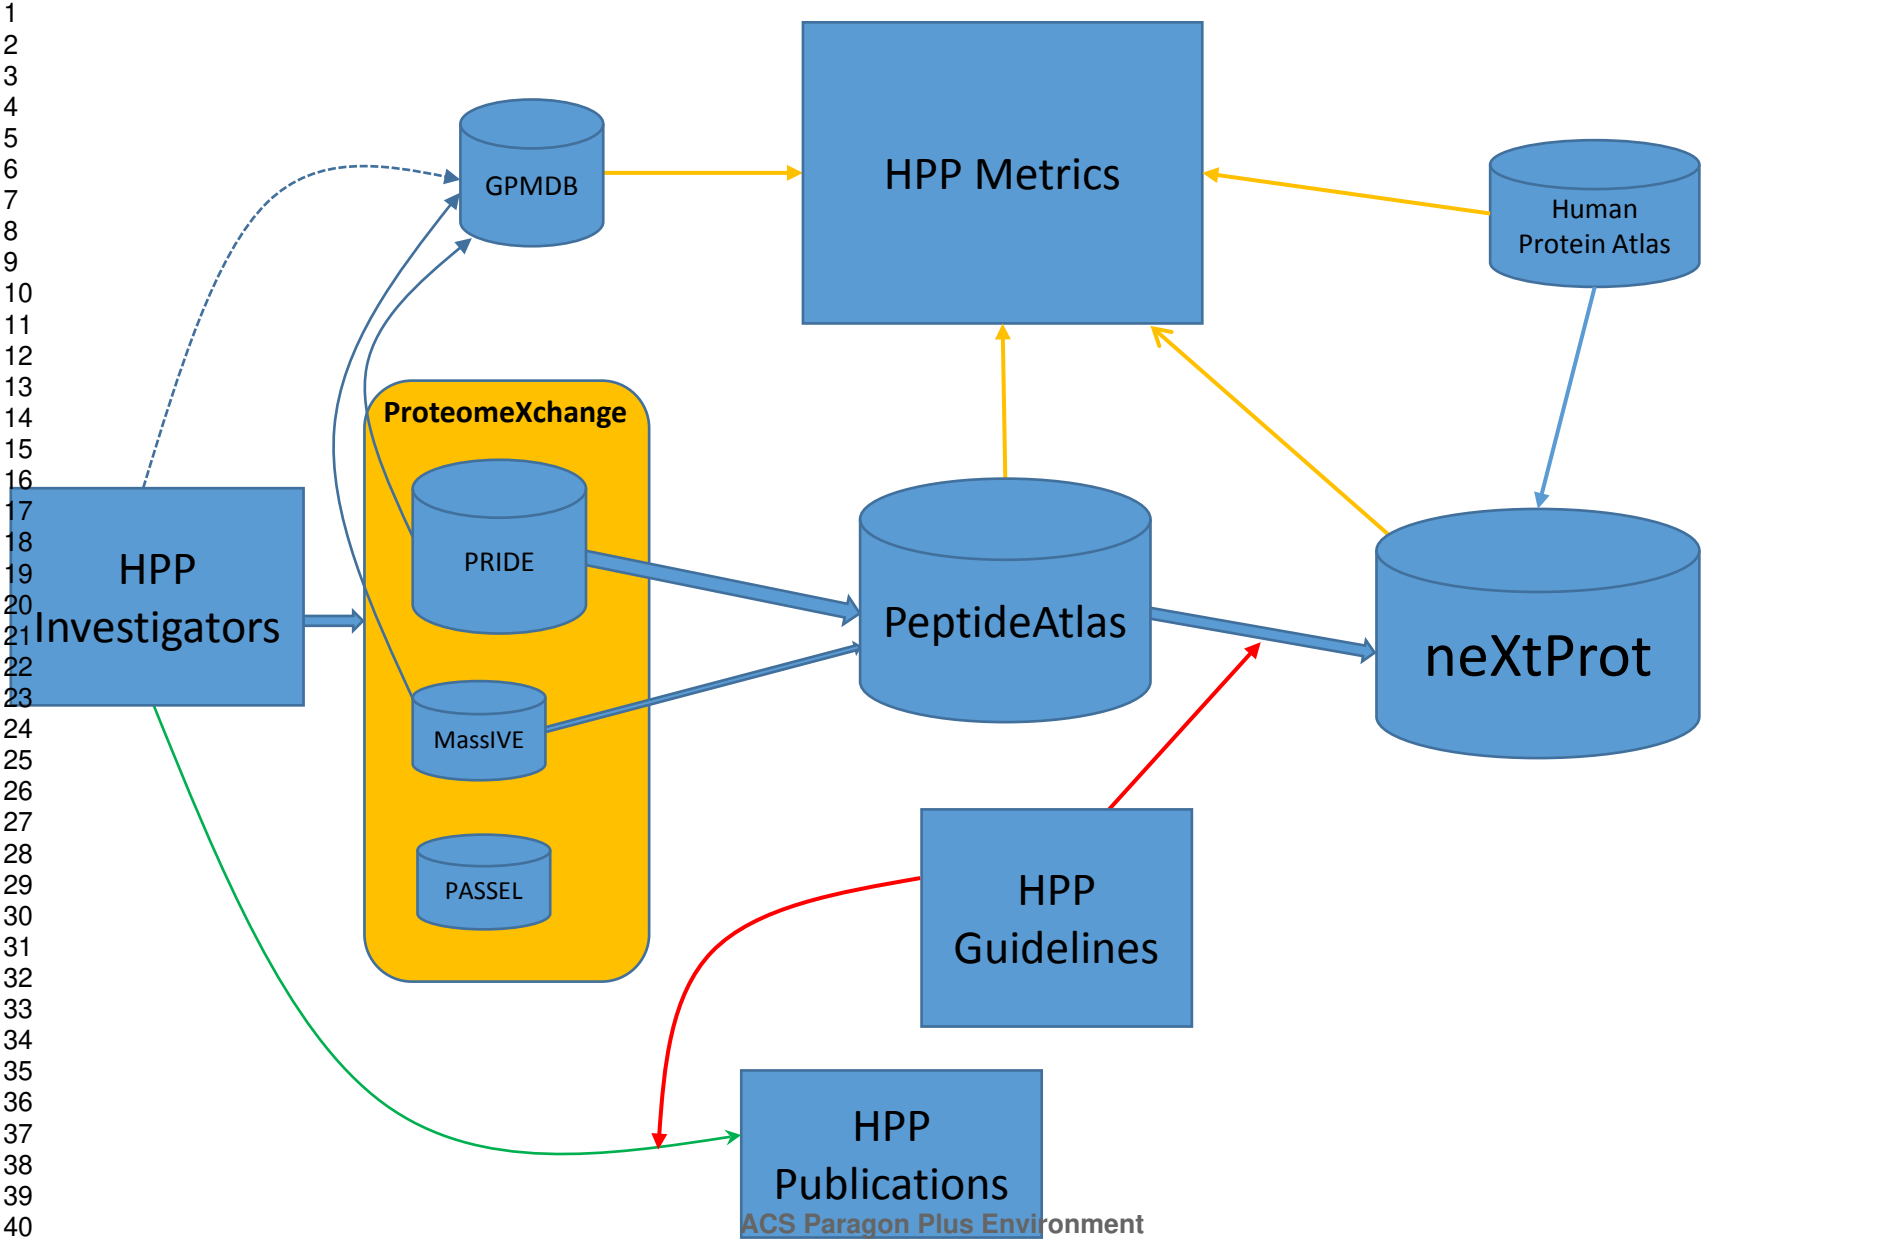 1
2
3
4
5
6
7
8
9
10
11
12
13
14
15
16
17
18
19
20
21
22
23
24
25
26
27
28
29
30
31
32
33
34
35
36
37
38
39
40
HPP Metrics
GPMDB
Human
Protein Atlas
ProteomeXchange
PRIDE
HPP
Investigators
PeptideAtlas
neXtProt
MassIVE
PASSEL
HPP
Guidelines
HPP
Publications
ACS Paragon Plus Environment